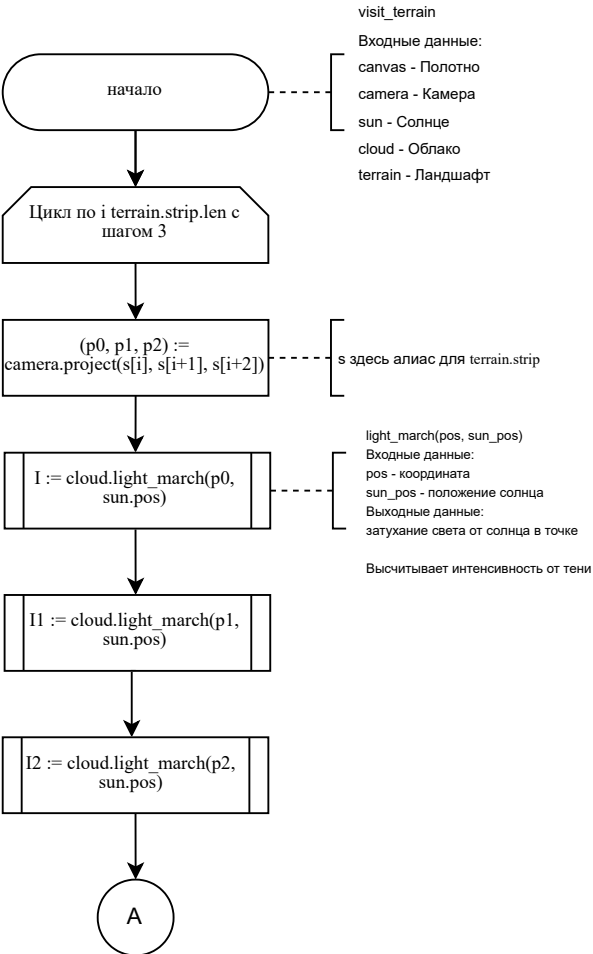 visit_terrain
Входные данные:
canvas - Полотно
camera - Камера
sun - Солнце
cloud - Облако
terrain - Ландшафт
начало
Цикл по i terrain.strip.len с
шагом 3
(p0, p1, p2) :=
camera.project(s[i], s[i+1], s[i+2])
s здесь алиас для terrain.strip
I := cloud.light_march(p0,
sun.pos)
light_march(pos, sun_pos)
Входные данные:
pos - координата
sun_pos - положение солнца
Выходные данные:
затухание света от солнца в точке
Высчитывает интенсивность от тени
I1 := cloud.light_march(p1,
sun.pos)
I2 := cloud.light_march(p2,
sun.pos)
A